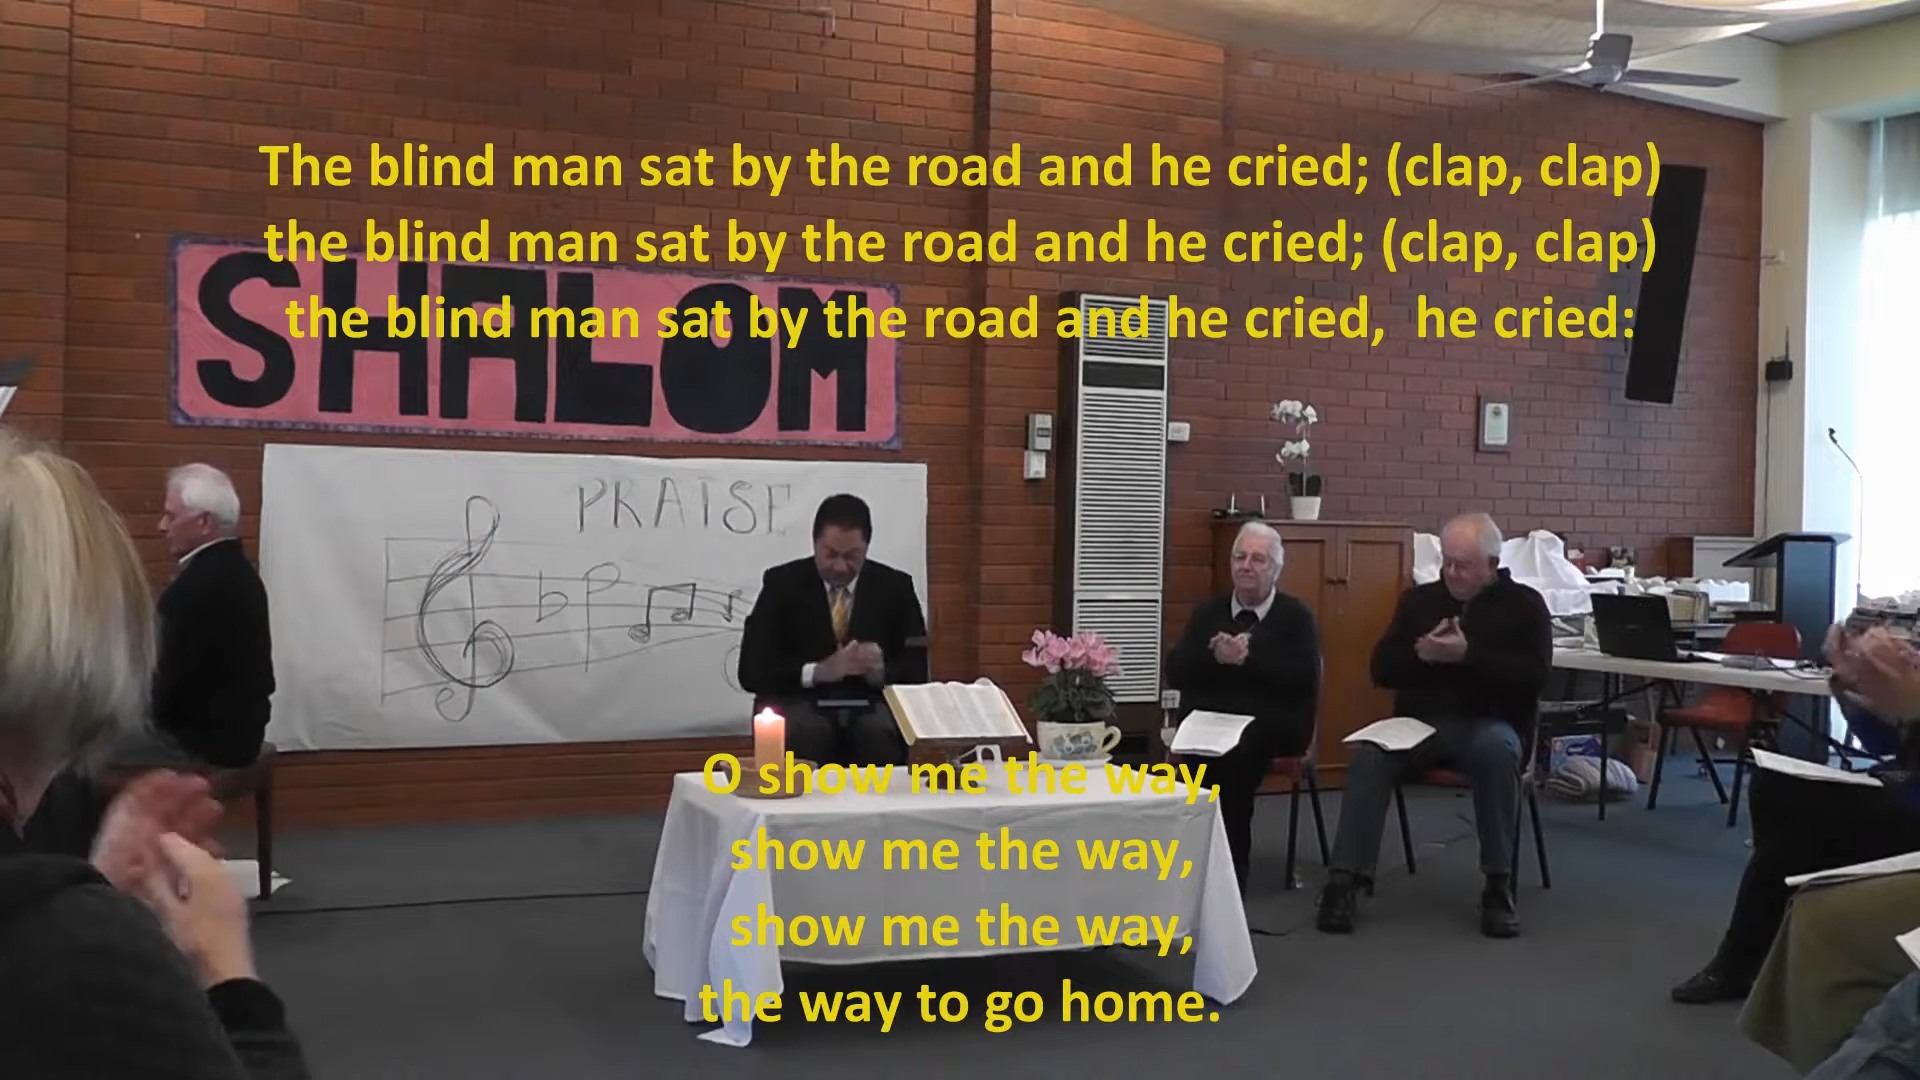 The blind man sat by the road and he cried; (clap, clap)
the blind man sat by the road and he cried; (clap, clap)
the blind man sat by the road and he cried, he cried:
SHALOM
PRAISE
O show me the way,
show me the way,
show me the way,
the way to go home.